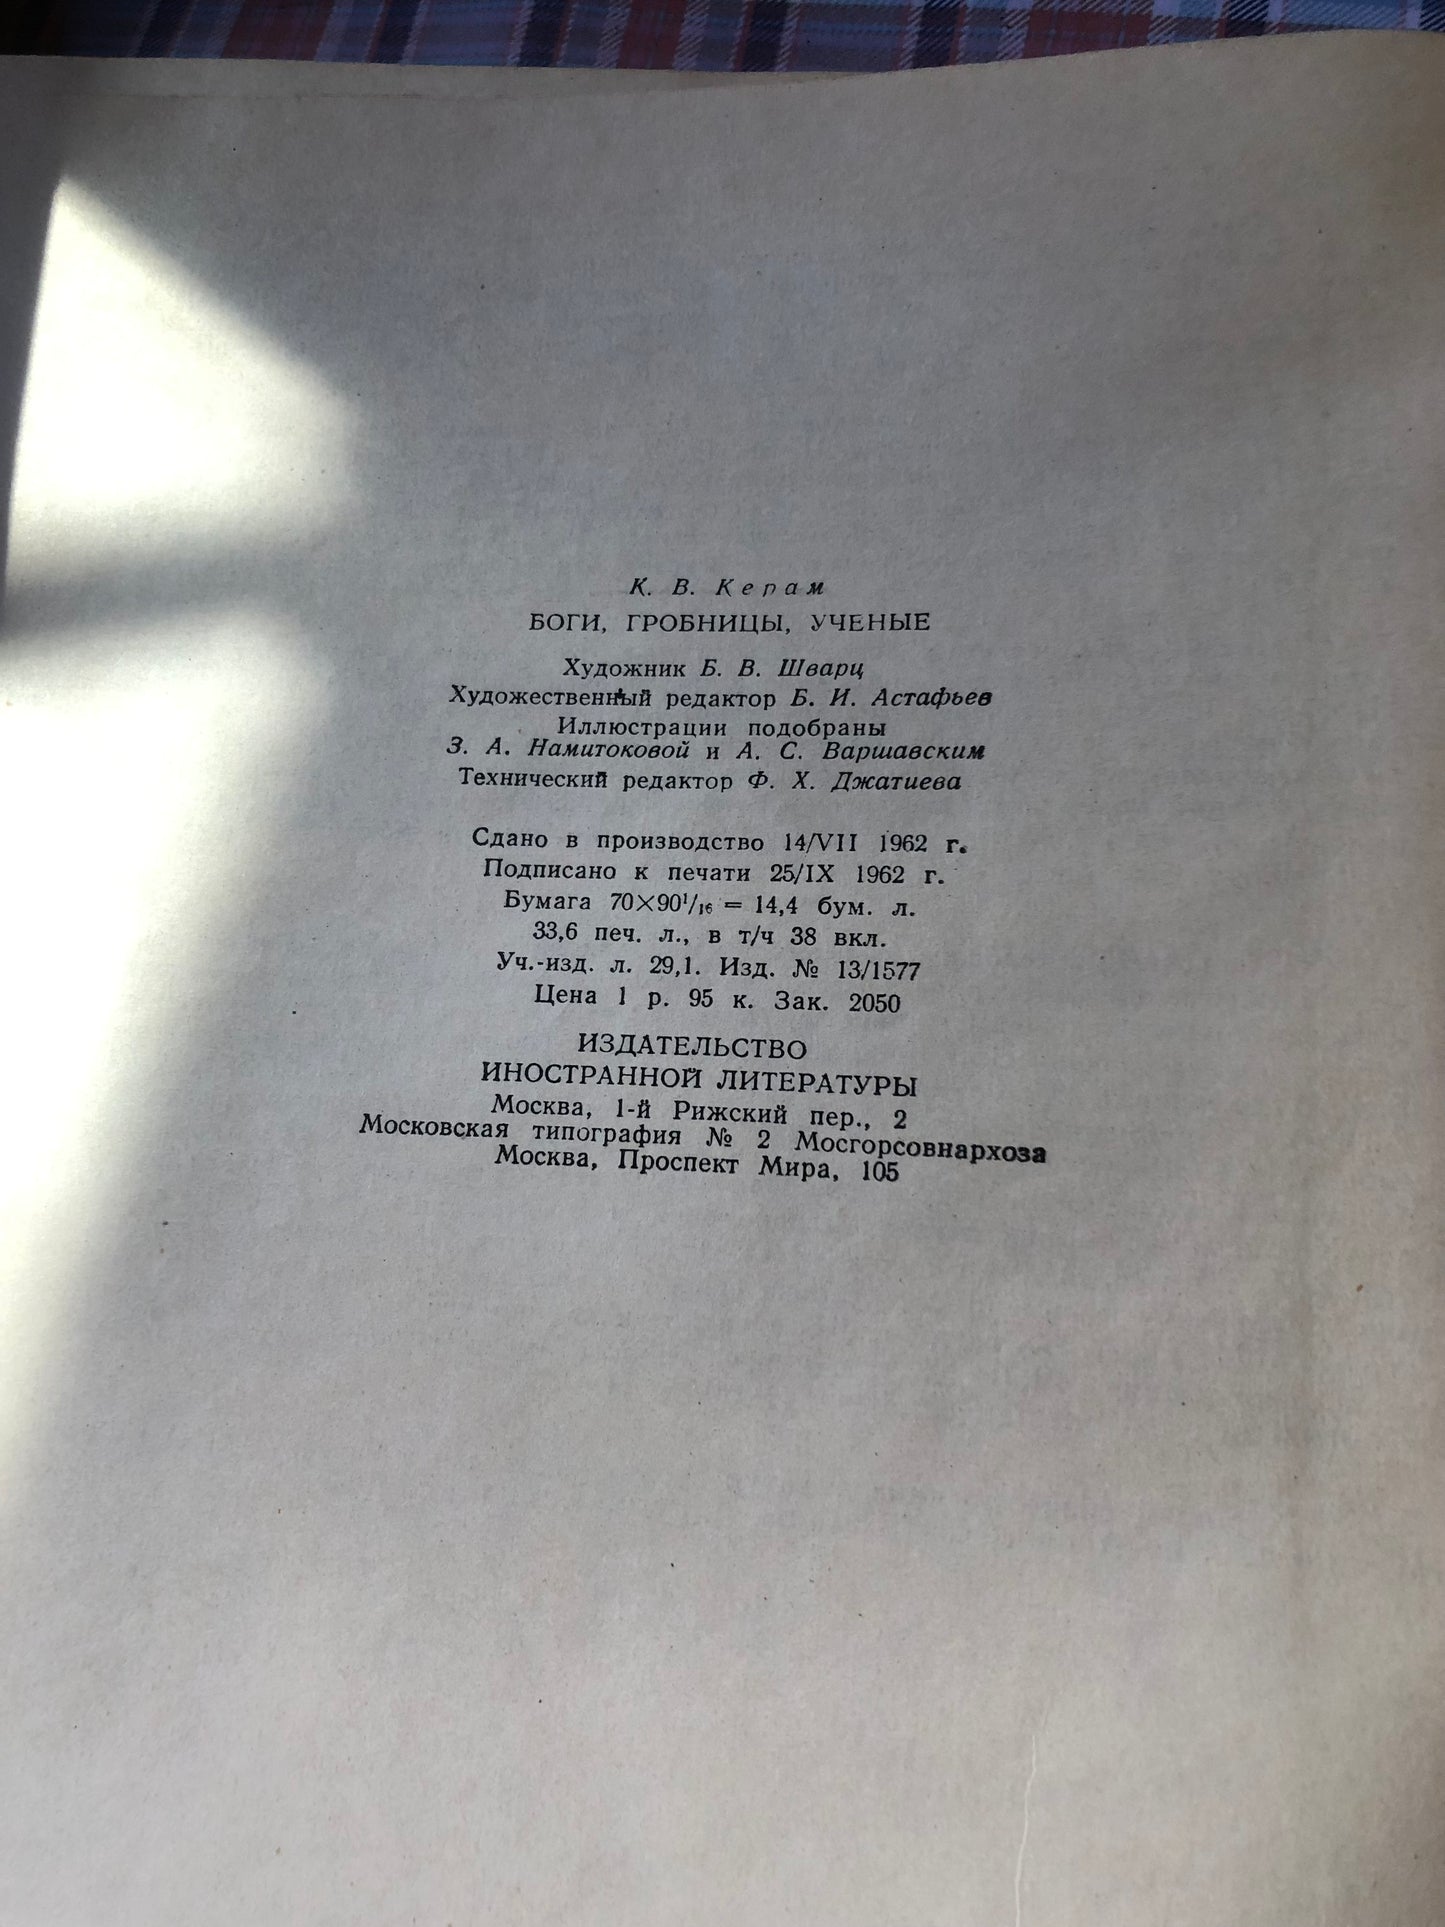 К. В. Керам
БОГИ, ГРОБНИЦЫ, УЧЕНЫЕ
Художник Б. В. Шварц
Художественный редактор Б. И. Астафьев
Иллюстрации подобраны
З. А. Намитоковой и А. С. Варшавским
Технический редактор Ф. Х. Джатиева
Сдано в производство 14/VII 1962 г.
Подписано к печати 25/IX 1962 г.
Бумага 70×90¹/₁₆ = 14,4 бум. л.
33,6 печ. л., в т/ч 38 вкл.
Уч.-изд. л. 29,1. Изд. № 13/1577
Цена 1 р. 95 к. Зак. 2050
ИЗДАТЕЛЬСТВО
ИНОСТРАННОЙ ЛИТЕРАТУРЫ
Москва, 1-й Рижский пер., 2
Московская типография № 2 Мосгорсовнархоза
Москва, Проспект Мира, 105